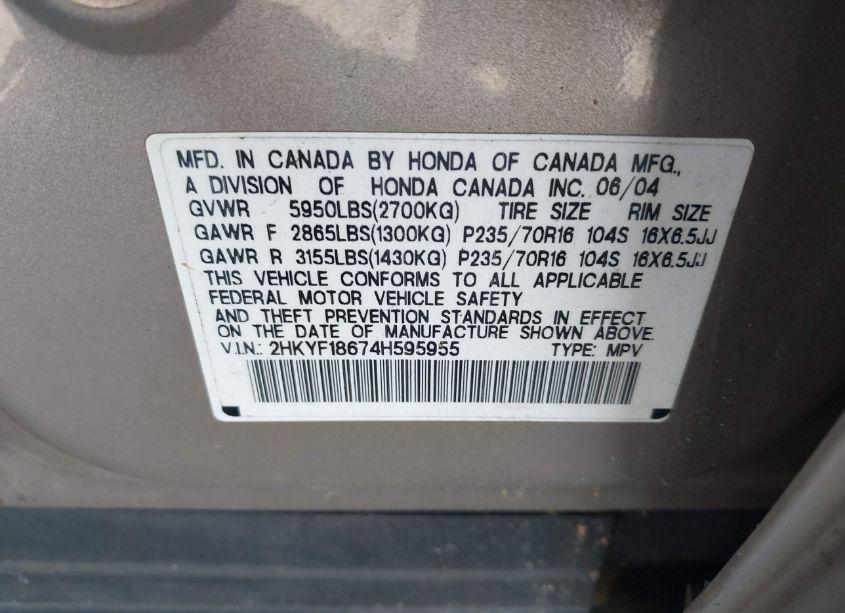 MFD. IN CANADA BY HONDA OF CANADA MFG.,
A DIVISION OF HONDA CANADA INC. 06/04
GVWR 5950LBS(2700KG) TIRE SIZE RIM SIZE
GAWR F 2865LBS(1300KG) P235/70R16 104S 16X6.5JJ
GAWR R 3155LBS(1430KG) P235/70R16 104S 16X6.5JJ
THIS VEHICLE CONFORMS TO ALL APPLICABLE
FEDERAL MOTOR VEHICLE SAFETY
AND THEFT PREVENTION STANDARDS IN EFFECT
ON THE DATE OF MANUFACTURE SHOWN ABOVE.
V.I.N.: 2HKYF18674H595955 TYPE: MPV